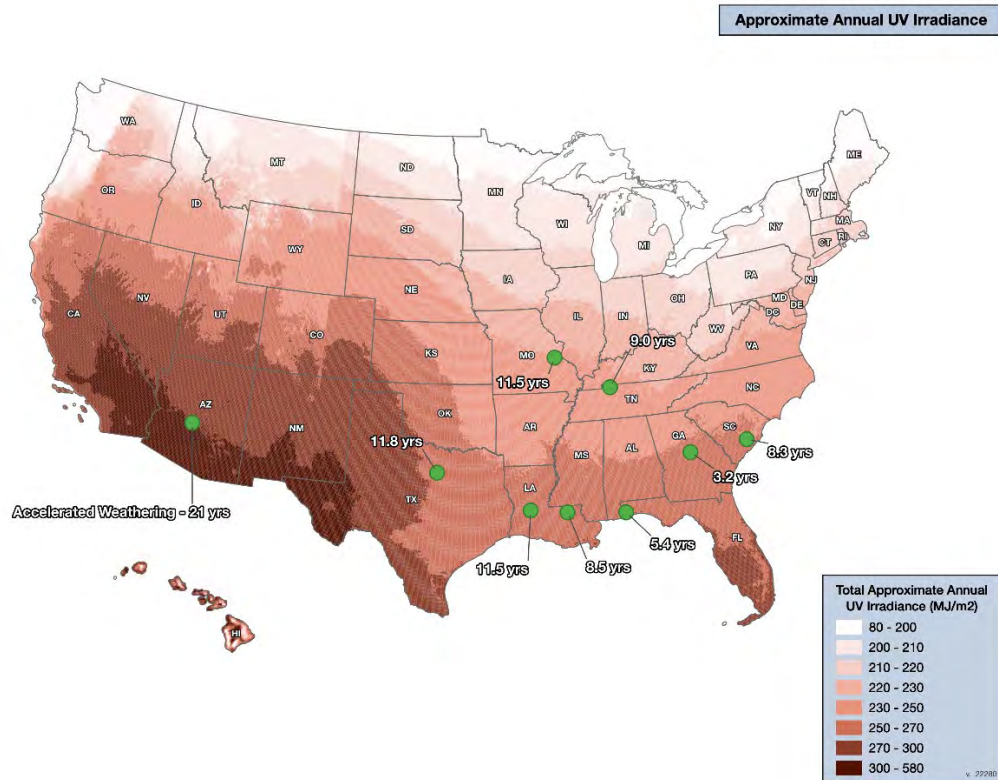 Approximate Annual UV Irradiance
WA
MT
ND
MN
ME
OR
ID
WY
SD
WI
MI
NY
VT
NH
MA
CT
RI
NV
UT
CO
NE
IA
IL
IN
OH
PA
NJ
MD
DE
DC
CA
KS
MO
KY
WV
VA
9.0 yrs
11.5 yrs
AZ
NM
OK
AR
TN
NC
11.8 yrs
TX
LA
MS
AL
GA
SC
8.3 yrs
3.2 yrs
Accelerated Weathering - 21 yrs
11.5 yrs
8.5 yrs
5.4 yrs
FL
HI
Total Approximate Annual
UV Irradiance (MJ/m2)
80 - 200
200 - 210
210 - 220
220 - 230
230 - 250
250 - 270
270 - 300
300 - 580
v. 22280